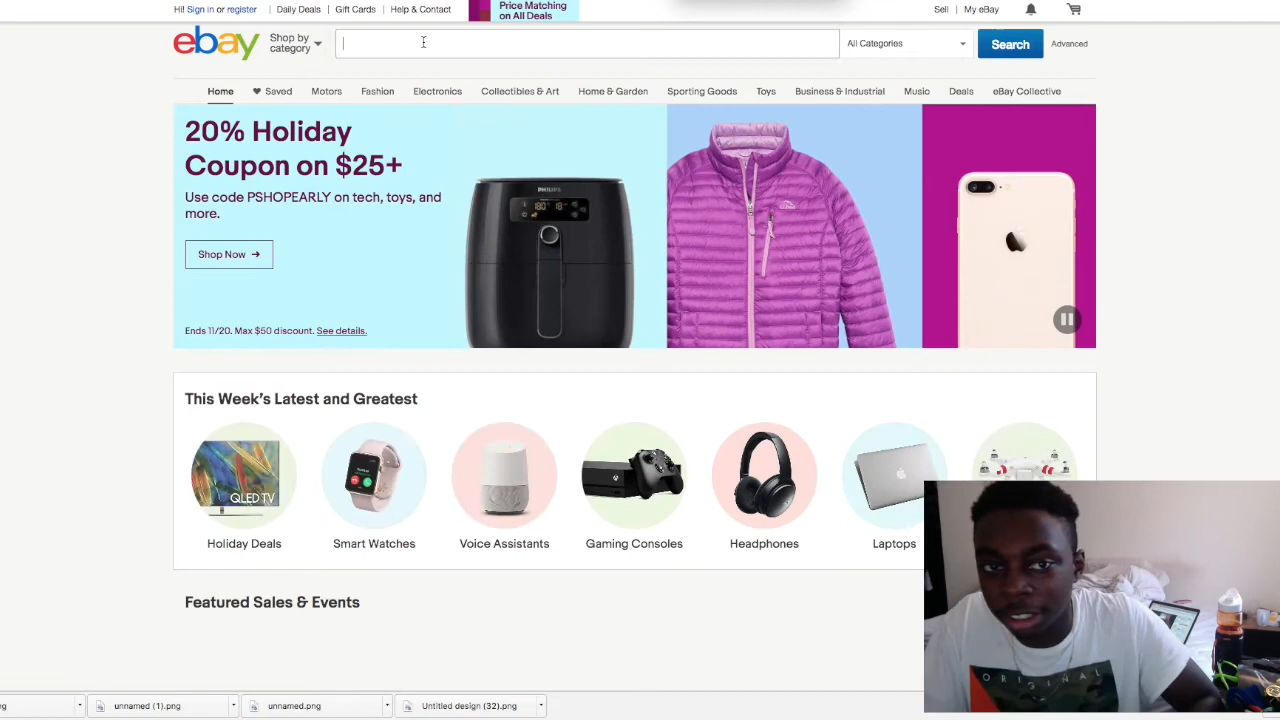 Hi! Sign in or register
Daily Deals
Gift Cards
Help & Contact
Price Matching
on All Deals
Sell
My eBay
ebay
Shop by
category
All Categories
Search
Advanced
Home
Saved
Motors
Fashion
Electronics
Collectibles & Art
Home & Garden
Sporting Goods
Toys
Business & Industrial
Music
Deals
eBay Collective
20% Holiday
Coupon on $25+
Use code PSHOPEARLY on tech, toys, and
more.
Shop Now
Ends 11/20. Max $50 discount. See details.
PHILIPS
This Week's Latest and Greatest
QLED TV
Holiday Deals
Smart Watches
Voice Assistants
Gaming Consoles
Headphones
Laptops
Featured Sales & Events
ORIGINAL
ng
unnamed (1).png
unnamed.png
Untitled design (32).png